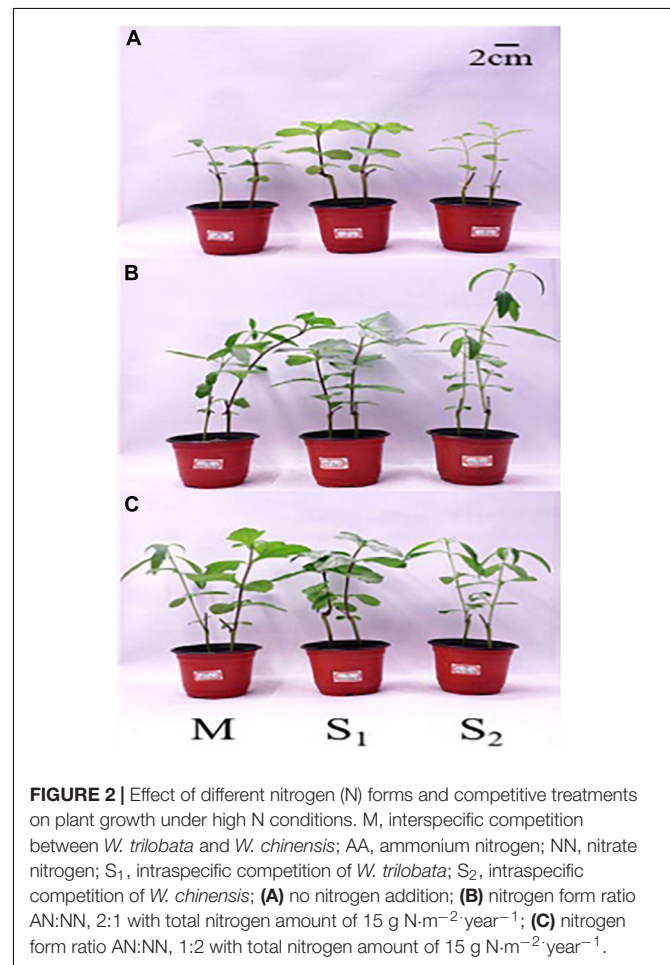 A
2cm
B
C
M S₁ S₂
FIGURE 2 | Effect of different nitrogen (N) forms and competitive treatments
on plant growth under high N conditions. M, interspecific competition
between W. trilobata and W. chinensis; AA, ammonium nitrogen; NN, nitrate
nitrogen; S₁, intraspecific competition of W. trilobata; S₂, intraspecific
competition of W. chinensis; (A) no nitrogen addition; (B) nitrogen form ratio
AN:NN, 2:1 with total nitrogen amount of 15 g N·m⁻²·year⁻¹; (C) nitrogen
form ratio AN:NN, 1:2 with total nitrogen amount of 15 g N·m⁻²·year⁻¹.